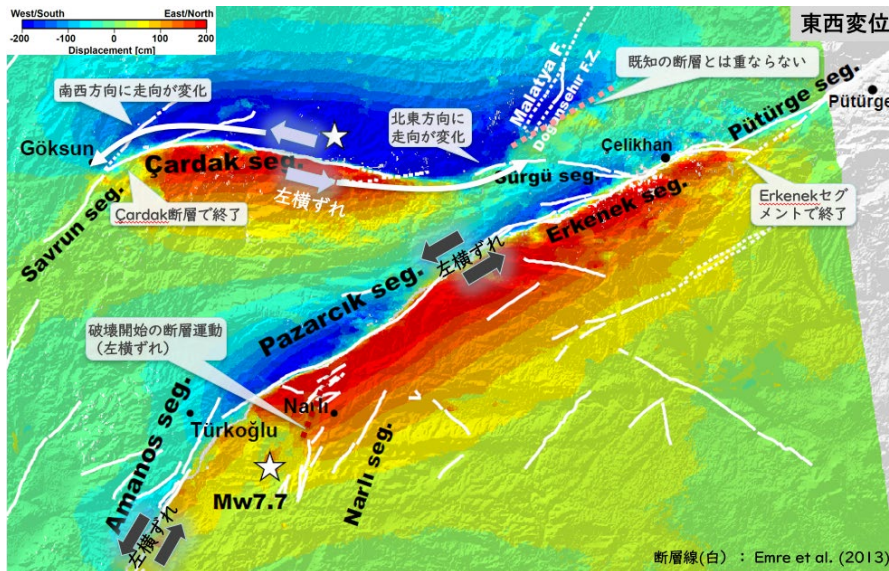 West/South
East/North
-200
-100
0
100
200
Displacement [cm]
東西変位
南西方向に走向が変化
既知の断層とは重ならない
Malatya F.
Doğanşehir F.Z.
北東方向に
走向が変化
Pütürge seg.
Pütürge
Göksun
Çardak seg.
Çelikhan
Sürgü seg.
左横ずれ
Savrun seg.
Çardak断層で終了
Erkenek seg.
Erkenekセグ
メントで終了
左横ずれ
Pazarcık seg.
破壊開始の断層運動
（左横ずれ）
Narlı
Türkoğlu
Amanos seg.
Narlı seg.
Mw7.7
左横ずれ
断層線(白) : Emre et al. (2013)